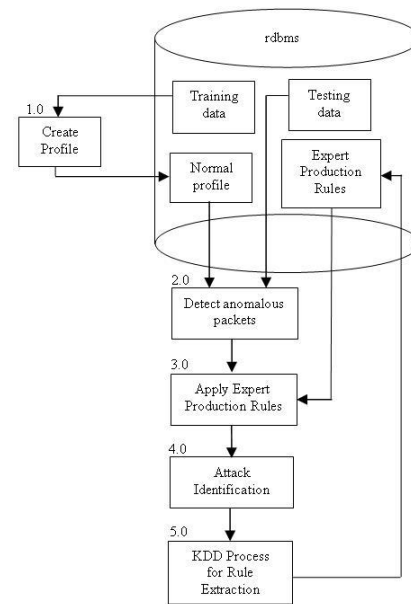 rdbms
Training
data
Testing
data
1.0
Create
Profile
Normal
profile
Expert
Production
Rules
2.0
Detect anomalous
packets
3.0
Apply Expert
Production Rules
4.0
Attack
Identification
5.0
KDD Process
for Rule
Extraction